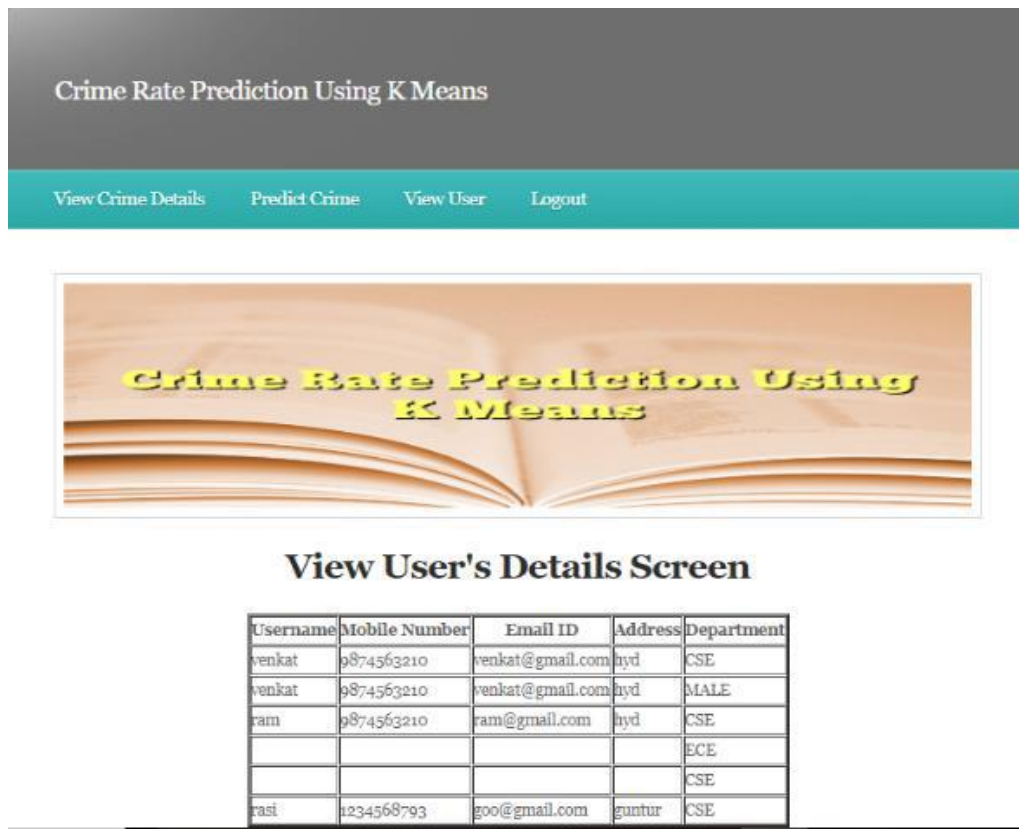 Crime Rate Prediction Using K Means
View Crime Details Predict Crime View User Logout
Crime Rate Prediction Using
K Means
View User's Details Screen
Username Mobile Number Email ID Address Department
venkat 9874563210 venkat@gmail.com hyd CSE
venkat 9874563210 venkat@gmail.com hyd MALE
ram 9874563210 ram@gmail.com hyd CSE
ECE
CSE
rasi 1234568793 goo@gmail.com guntur CSE